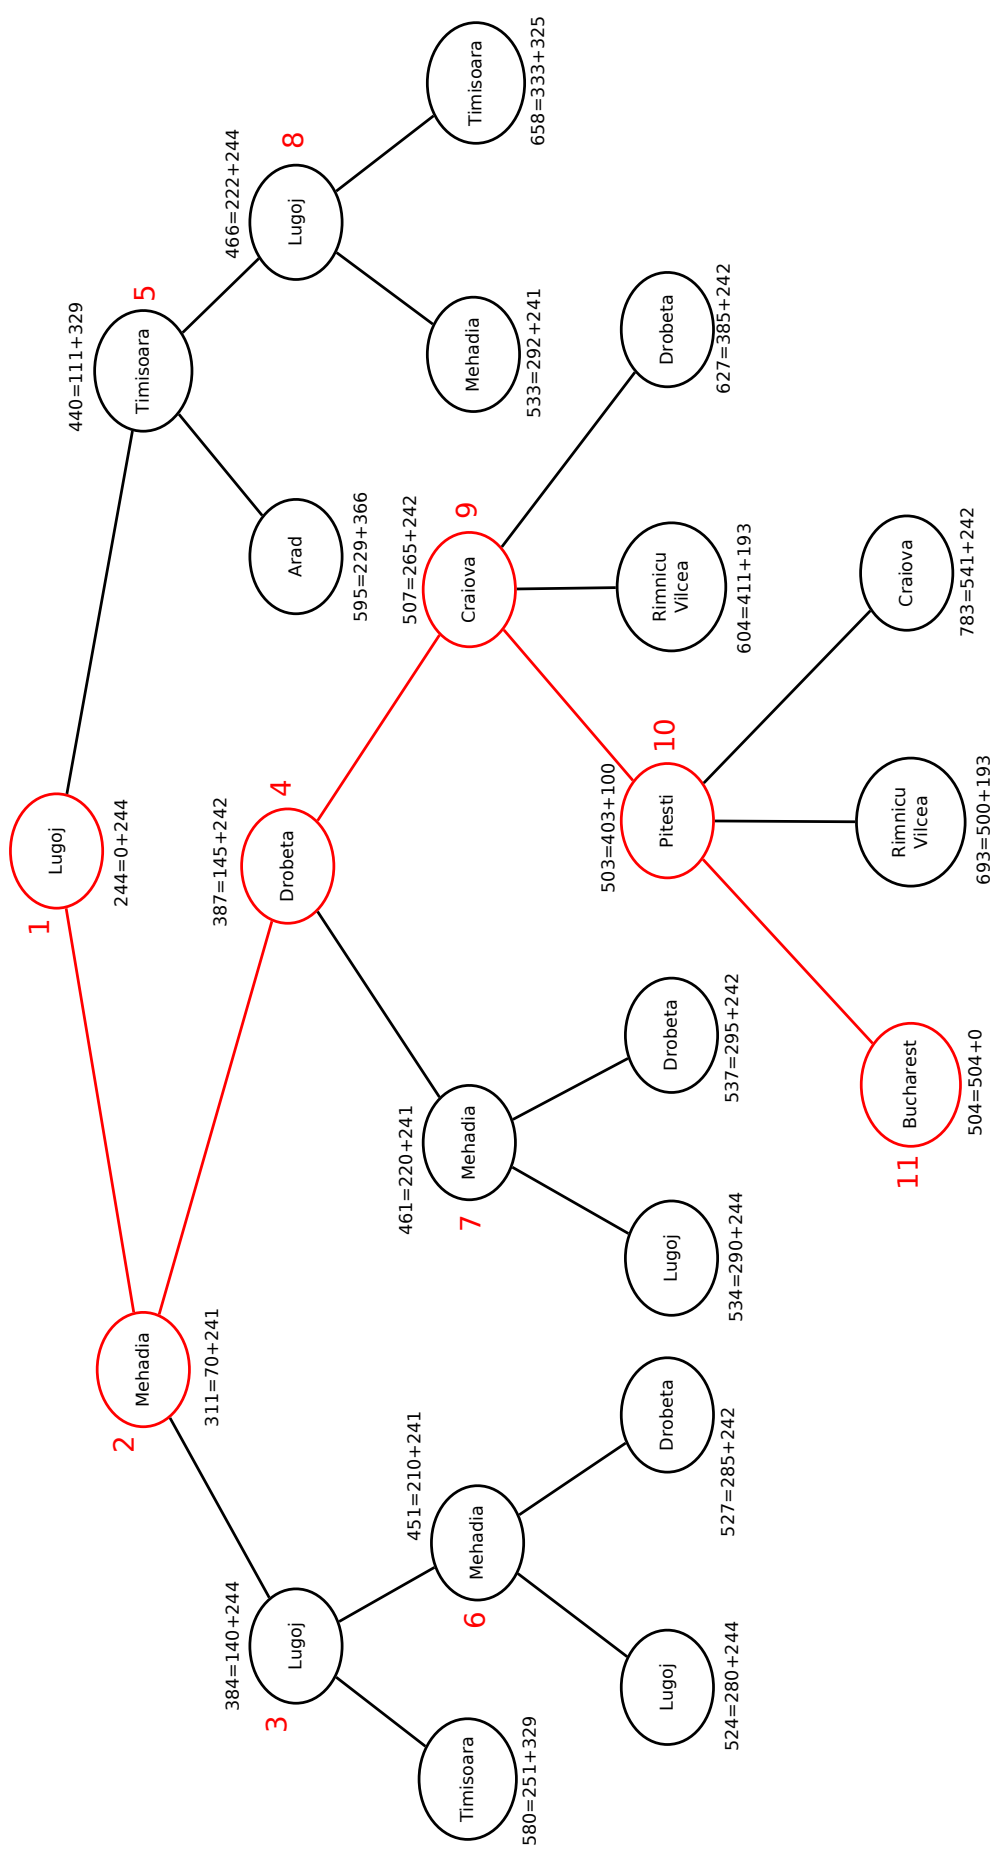 1
Lugoj
244=0+244
2
Mehadia
311=70+241
440=111+329
5
Timisoara
384=140+244
3
Lugoj
387=145+242
4
Drobeta
Arad
595=229+366
466=222+244
8
Lugoj
Timisoara
580=251+329
451=210+241
6
Mehadia
461=220+241
7
Mehadia
507=265+242
9
Craiova
Mehadia
533=292+241
Timisoara
658=333+325
Lugoj
524=280+244
Drobeta
527=285+242
Lugoj
534=290+244
Drobeta
537=295+242
503=403+100
10
Pitesti
Rimnicu
Vilcea
604=411+193
Drobeta
627=385+242
11
Bucharest
504=504+0
Rimnicu
Vilcea
693=500+193
Craiova
783=541+242